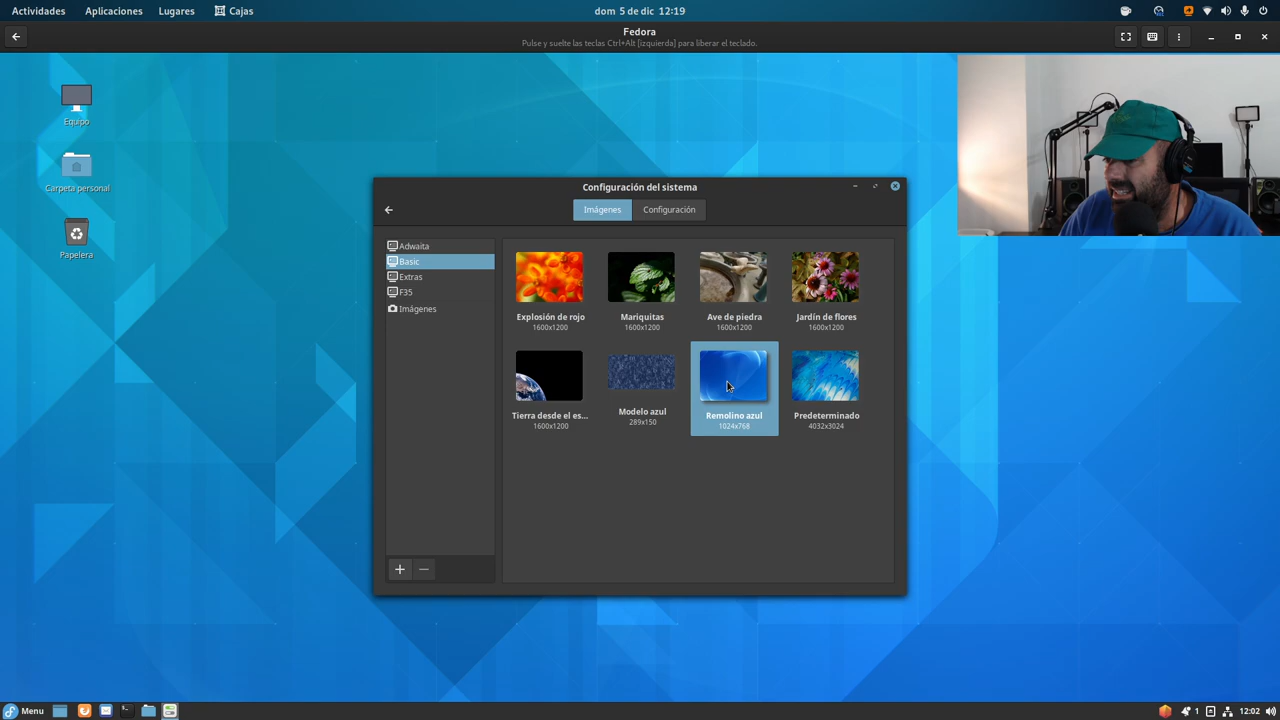 Actividades Aplicaciones Lugares Cajas dom 5 de dic 12:19
Fedora
Pulse y suelte las teclas Ctrl+Alt [izquierda] para liberar el teclado.
Equipo
Carpeta personal
Papelera
Configuración del sistema
Imágenes Configuración
Adwaita
Basic
Extras
F35
Imágenes
Explosión de rojo Mariquitas Ave de piedra Jardín de flores
1600x1200 1600x1200 1600x1200 1600x1200
Tierra desde el es... Modelo azul Remolino azul Predeterminado
1600x1200 289x150 1024x768 4032x3024
Menu 1 12:02